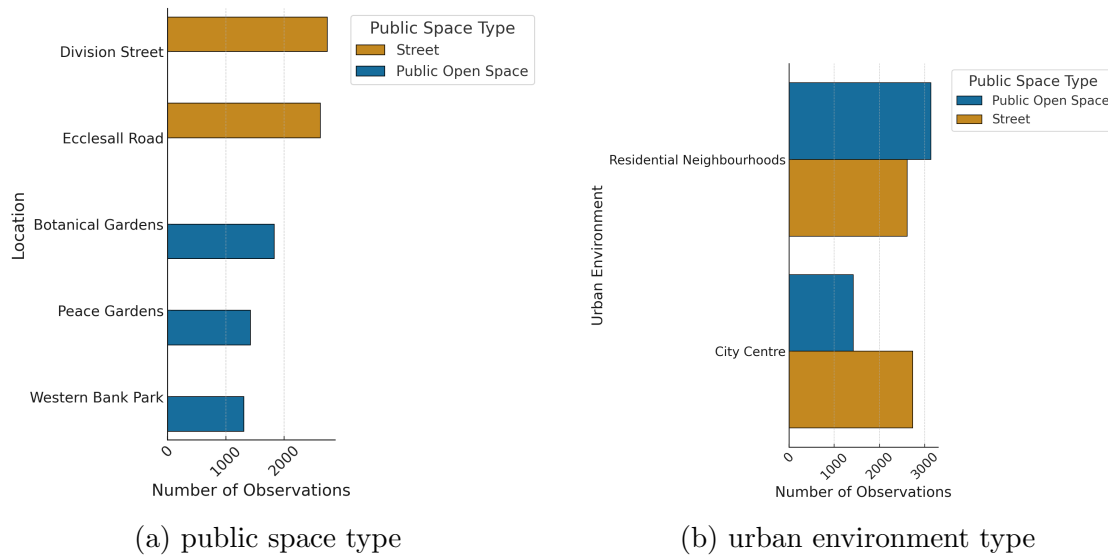 Public Space Type
Street
Public Open Space
Division Street
Ecclesall Road
Botanical Gardens
Peace Gardens
Western Bank Park
Location
0
1000
2000
Number of Observations
(a) public space type
Public Space Type
Public Open Space
Street
Residential Neighbourhoods
City Centre
Urban Environment
0
1000
2000
3000
Number of Observations
(b) urban environment type